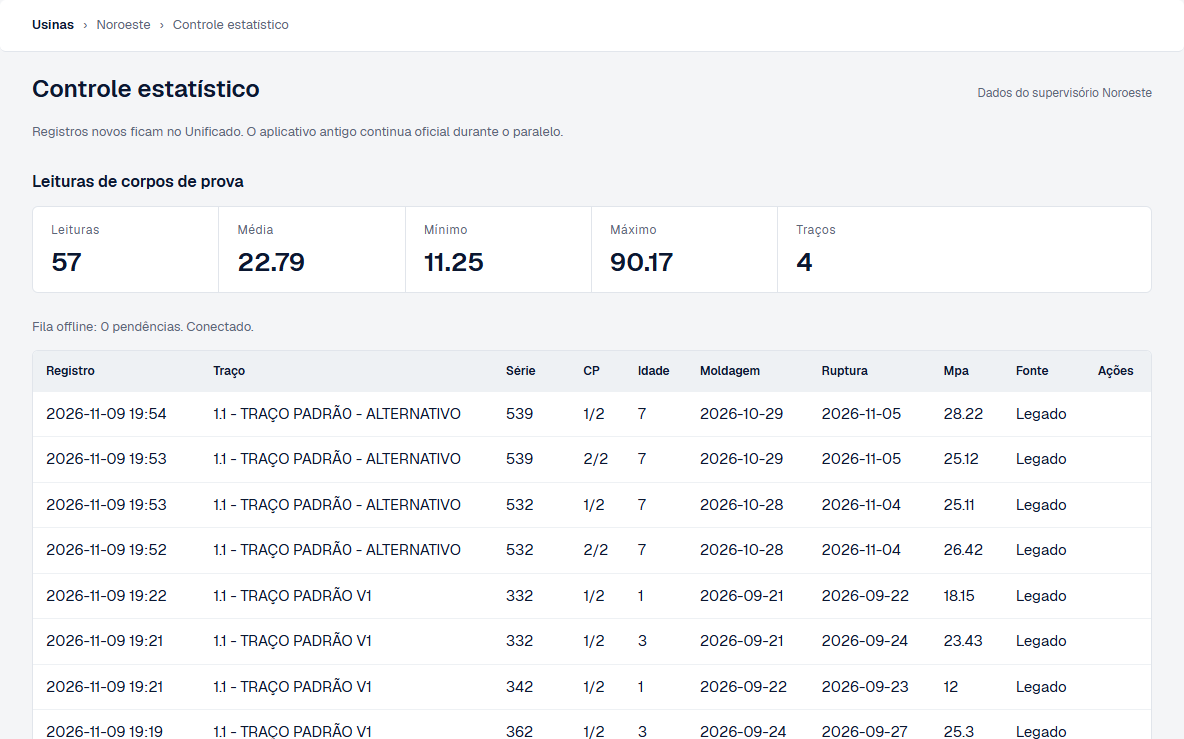 Usinas › Noroeste › Controle estatístico
Controle estatístico
Dados do supervisório Noroeste
Registros novos ficam no Unificado. O aplicativo antigo continua oficial durante o paralelo.
Leituras de corpos de prova
Leituras Média Mínimo Máximo Traços
57 22.79 11.25 90.17 4
Fila offline: 0 pendências. Conectado.
Registro Traço Série CP Idade Moldagem Ruptura Mpa Fonte Ações
2026-11-09 19:54 1.1 - TRAÇO PADRÃO - ALTERNATIVO 539 1/2 7 2026-10-29 2026-11-05 28.22 Legado
2026-11-09 19:53 1.1 - TRAÇO PADRÃO - ALTERNATIVO 539 2/2 7 2026-10-29 2026-11-05 25.12 Legado
2026-11-09 19:53 1.1 - TRAÇO PADRÃO - ALTERNATIVO 532 1/2 7 2026-10-28 2026-11-04 25.11 Legado
2026-11-09 19:52 1.1 - TRAÇO PADRÃO - ALTERNATIVO 532 2/2 7 2026-10-28 2026-11-04 26.42 Legado
2026-11-09 19:22 1.1 - TRAÇO PADRÃO V1 332 1/2 1 2026-09-21 2026-09-22 18.15 Legado
2026-11-09 19:21 1.1 - TRAÇO PADRÃO V1 332 1/2 3 2026-09-21 2026-09-24 23.43 Legado
2026-11-09 19:21 1.1 - TRAÇO PADRÃO V1 342 1/2 1 2026-09-22 2026-09-23 12 Legado
2026-11-09 19:19 1.1 - TRAÇO PADRÃO V1 362 1/2 3 2026-09-24 2026-09-27 25.3 Legado